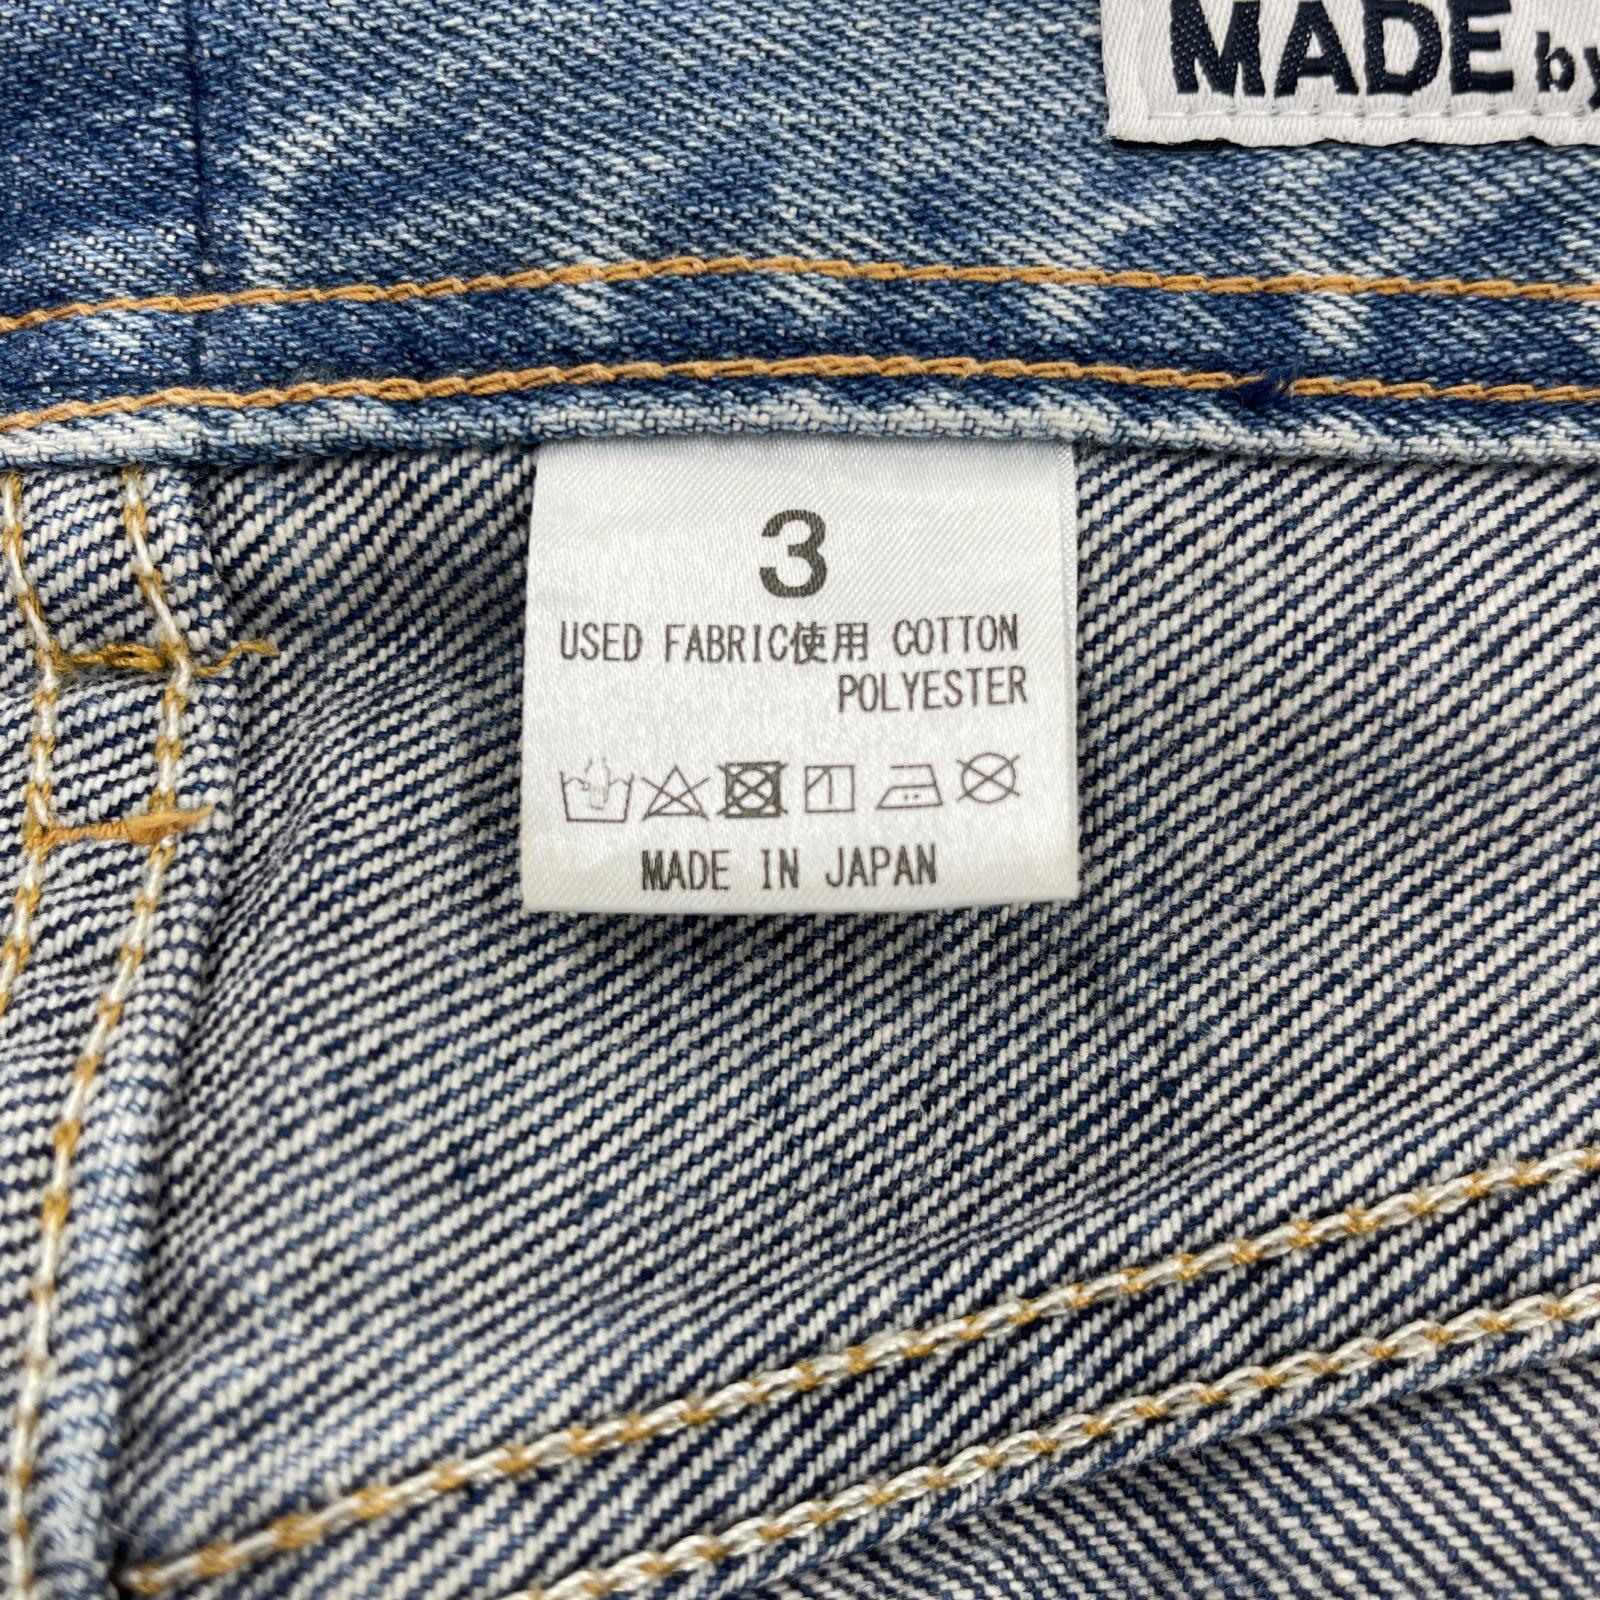 MADE by
3
USED FABRIC使用 COTTON
POLYESTER
MADE IN JAPAN